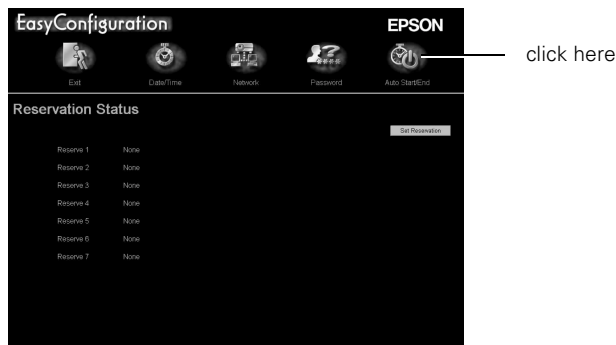 EasyConfiguration EPSON
click here
Exit Date/Time Network Password Auto Start/End
Reservation Status
Set Reservation
Reserve 1 None
Reserve 2 None
Reserve 3 None
Reserve 4 None
Reserve 5 None
Reserve 6 None
Reserve 7 None